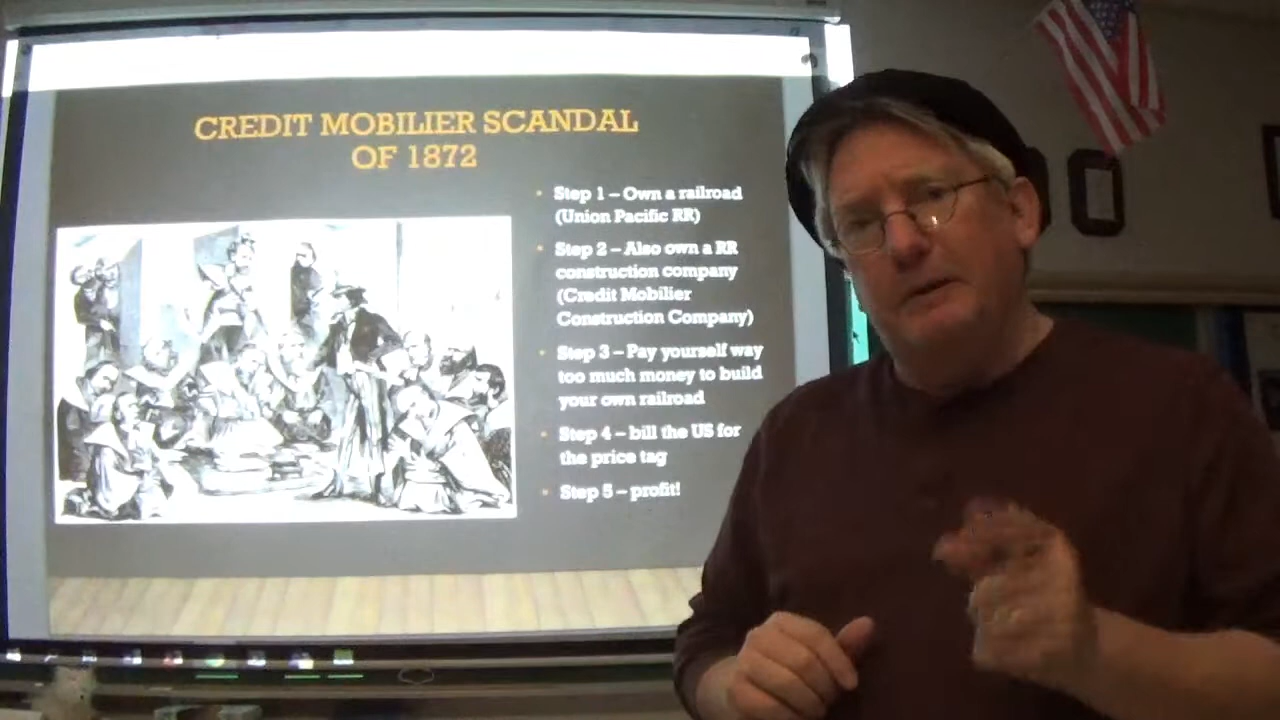 CREDIT MOBILIER SCANDAL
OF 1872
• Step 1 – Own a railroad
(Union Pacific RR)
• Step 2 – Also own a RR
construction company
(Credit Mobilier
Construction Company)
• Step 3 – Pay yourself way
too much money to build
your own railroad
• Step 4 – bill the US for
the price tag
• Step 5 – profit!